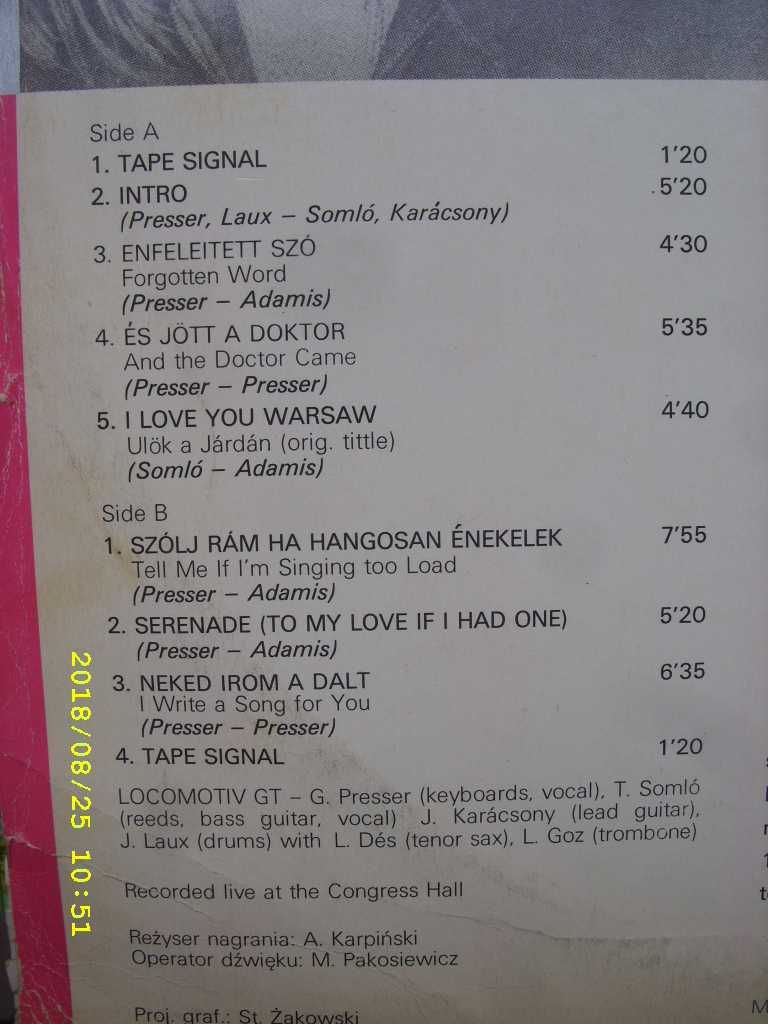 Side A
1. TAPE SIGNAL 1'20
2. INTRO 5'20
(Presser, Laux – Somló, Karácsony)
3. ENFELEITETT SZÓ 4'30
Forgotten Word
(Presser – Adamis)
4. ÉS JÖTT A DOKTOR 5'35
And the Doctor Came
(Presser – Presser)
5. I LOVE YOU WARSAW 4'40
Ulök a Járdán (orig. tittle)
(Somló – Adamis)
Side B
1. SZÓLJ RÁM HA HANGOSAN ÉNEKELEK 7'55
Tell Me If I'm Singing too Load
(Presser – Adamis)
2. SERENADE (TO MY LOVE IF I HAD ONE) 5'20
(Presser – Adamis)
3. NEKED IROM A DALT 6'35
I Write a Song for You
(Presser – Presser)
4. TAPE SIGNAL 1'20
LOCOMOTIV GT – G. Presser (keyboards, vocal), T. Somló
(reeds, bass guitar, vocal) J. Karácsony (lead guitar),
J. Laux (drums) with L. Dés (tenor sax), L. Goz (trombone)
Recorded live at the Congress Hall
Reżyser nagrania: A. Karpiński
Operator dźwięku: M. Pakosiewicz
Proj. graf.: St. Żakowski
2018/08/25 10:51